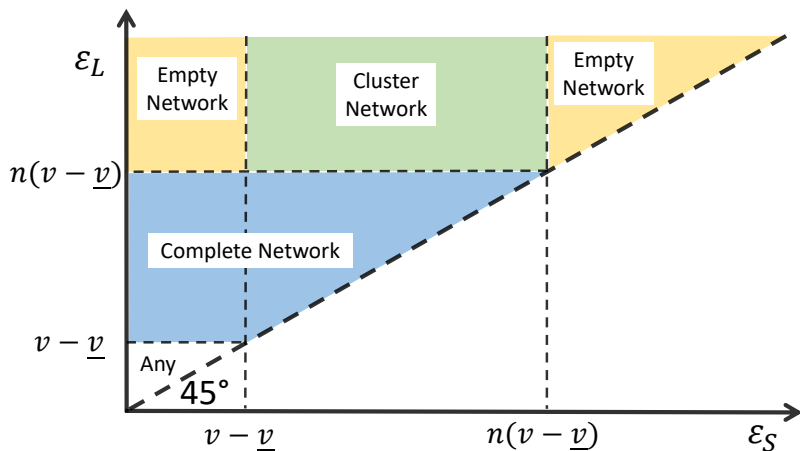 ε_L
Empty
Network
Cluster
Network
Empty
Network
n(v − v̲)
Complete Network
v − v̲
Any
45°
v − v̲
n(v − v̲)
ε_S